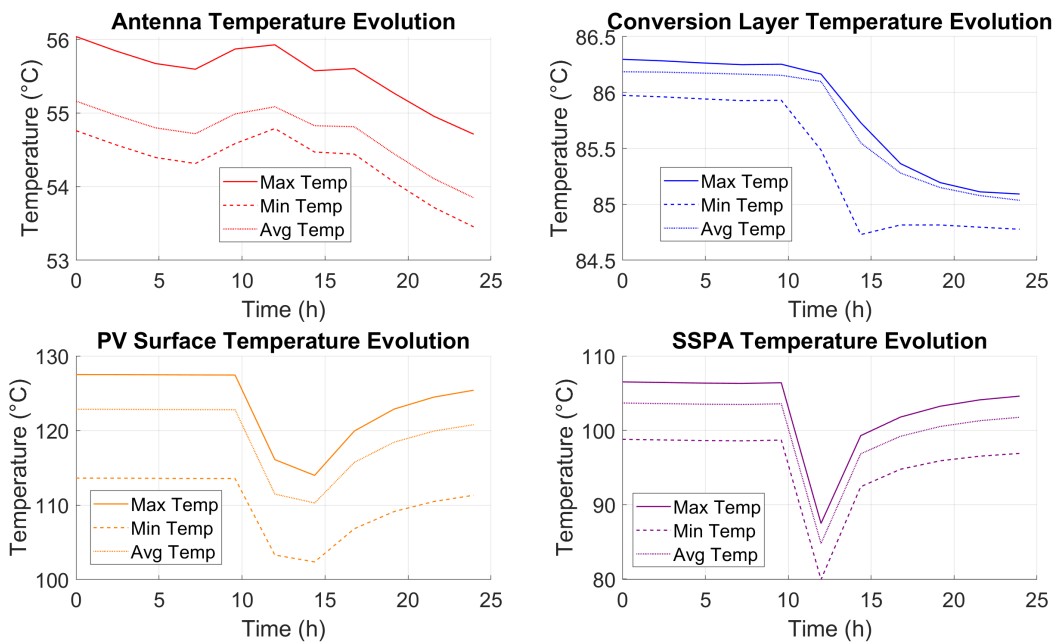 Antenna Temperature Evolution
Temperature (°C)
56
55
54
53
0 5 10 15 20 25
Time (h)
Max Temp
Min Temp
Avg Temp
Conversion Layer Temperature Evolution
Temperature (°C)
86.5
86
85.5
85
84.5
0 5 10 15 20 25
Time (h)
Max Temp
Min Temp
Avg Temp
PV Surface Temperature Evolution
Temperature (°C)
130
120
110
100
0 5 10 15 20 25
Time (h)
Max Temp
Min Temp
Avg Temp
SSPA Temperature Evolution
Temperature (°C)
110
100
90
80
0 5 10 15 20 25
Time (h)
Max Temp
Min Temp
Avg Temp